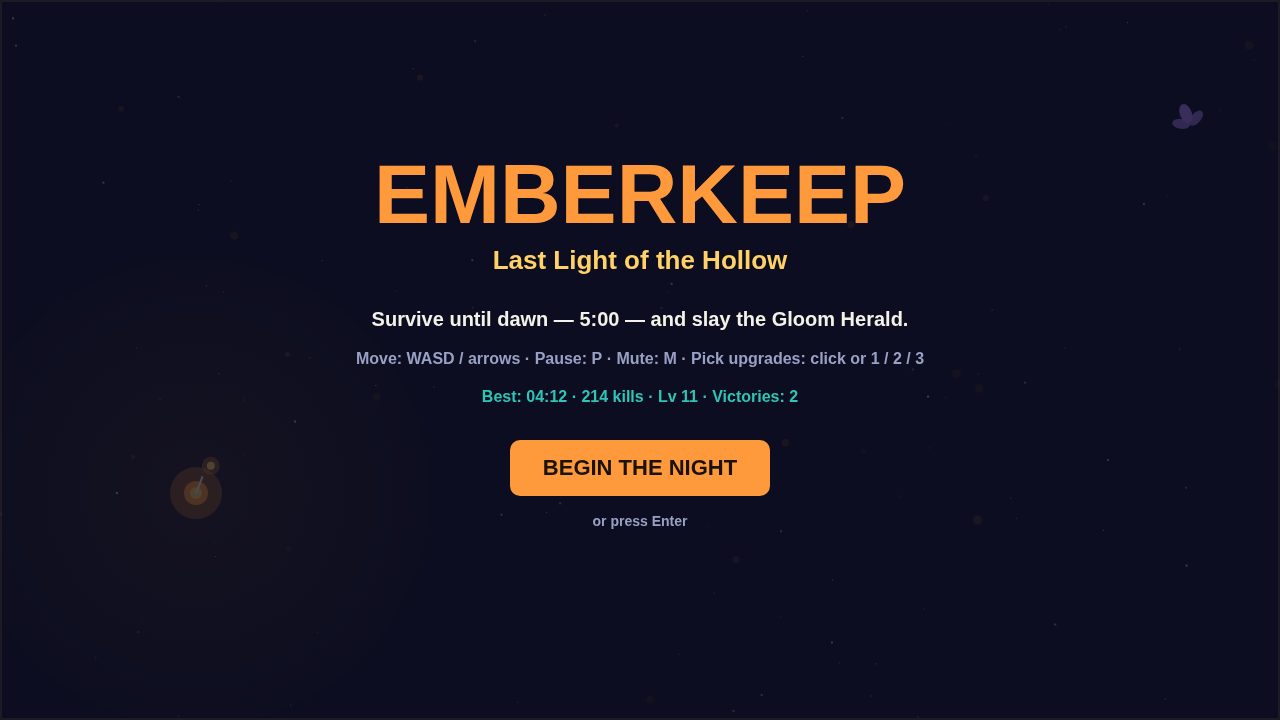 EMBERKEEP
Last Light of the Hollow
Survive until dawn — 5:00 — and slay the Gloom Herald.
Move: WASD / arrows · Pause: P · Mute: M · Pick upgrades: click or 1 / 2 / 3
Best: 04:12 · 214 kills · Lv 11 · Victories: 2
BEGIN THE NIGHT
or press Enter